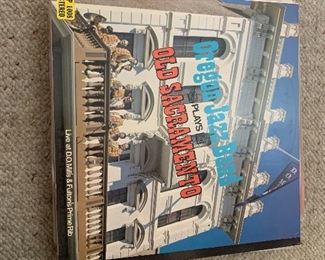 Oregon Jazz Band
PLAYS
OLD SACRAMENTO
Live at D.O. Mills & Fulton's Prime Rib